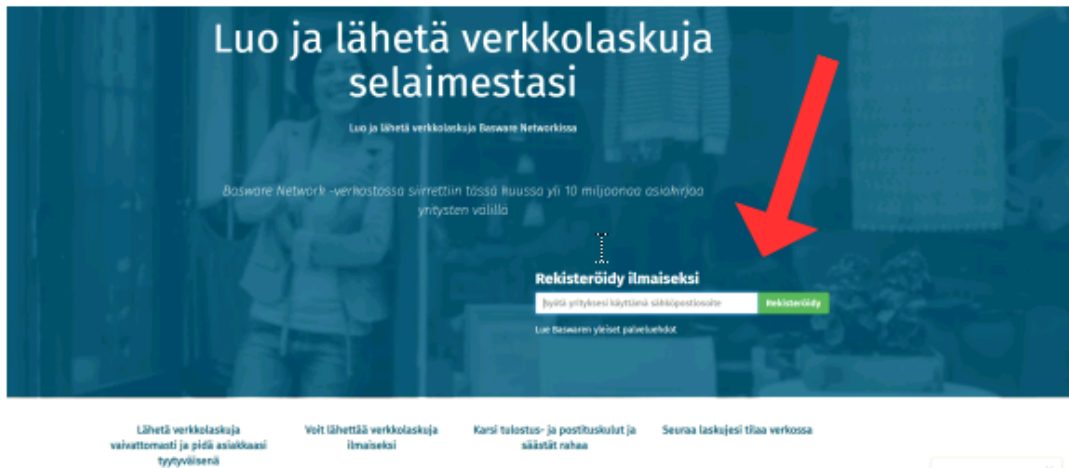 Luo ja lähetä verkkolaskuja
selaimestasi
Luo ja lähetä verkkolaskuja Basware Networkissa
Basware Network -verkostossa siirrettiin tässä kuussa yli 10 miljoonaa asiakirjaa
yritysten välillä
Rekisteröidy ilmaiseksi
Syötä yrityksesi käyttämä sähköpostiosoite
Rekisteröidy
Lue Baswaren yleiset palveluehdot
Lähetä verkkolaskuja
vaivattomasti ja pidä asiakkaasi
tyytyväisenä
Voit lähettää verkkolaskuja
ilmaiseksi
Karsi tulostus- ja postituskulut ja
säästät rahaa
Seuraa laskujesi tilaa verkossa